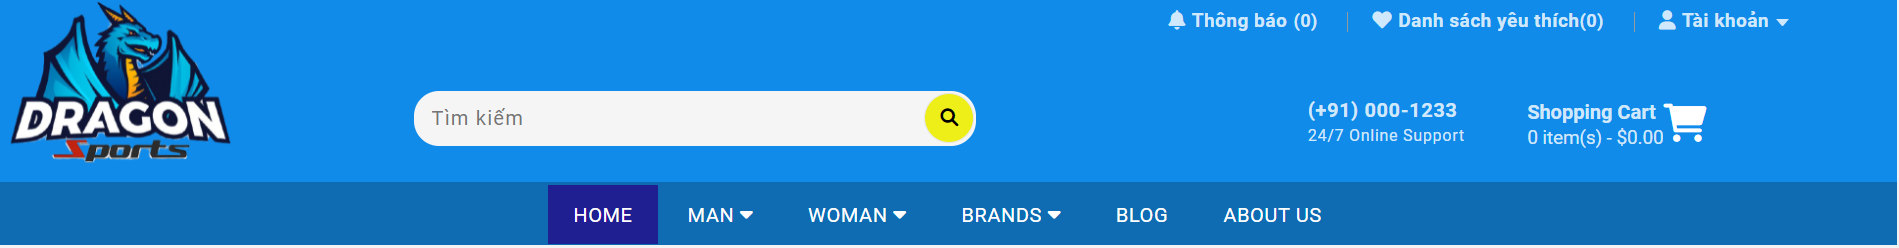 Thông báo (0) Danh sách yêu thích(0) Tài khoản
DRAGON
Sports
Tìm kiếm
(+91) 000-1233
24/7 Online Support
Shopping Cart
0 item(s) - $0.00
HOME MAN WOMAN BRANDS BLOG ABOUT US